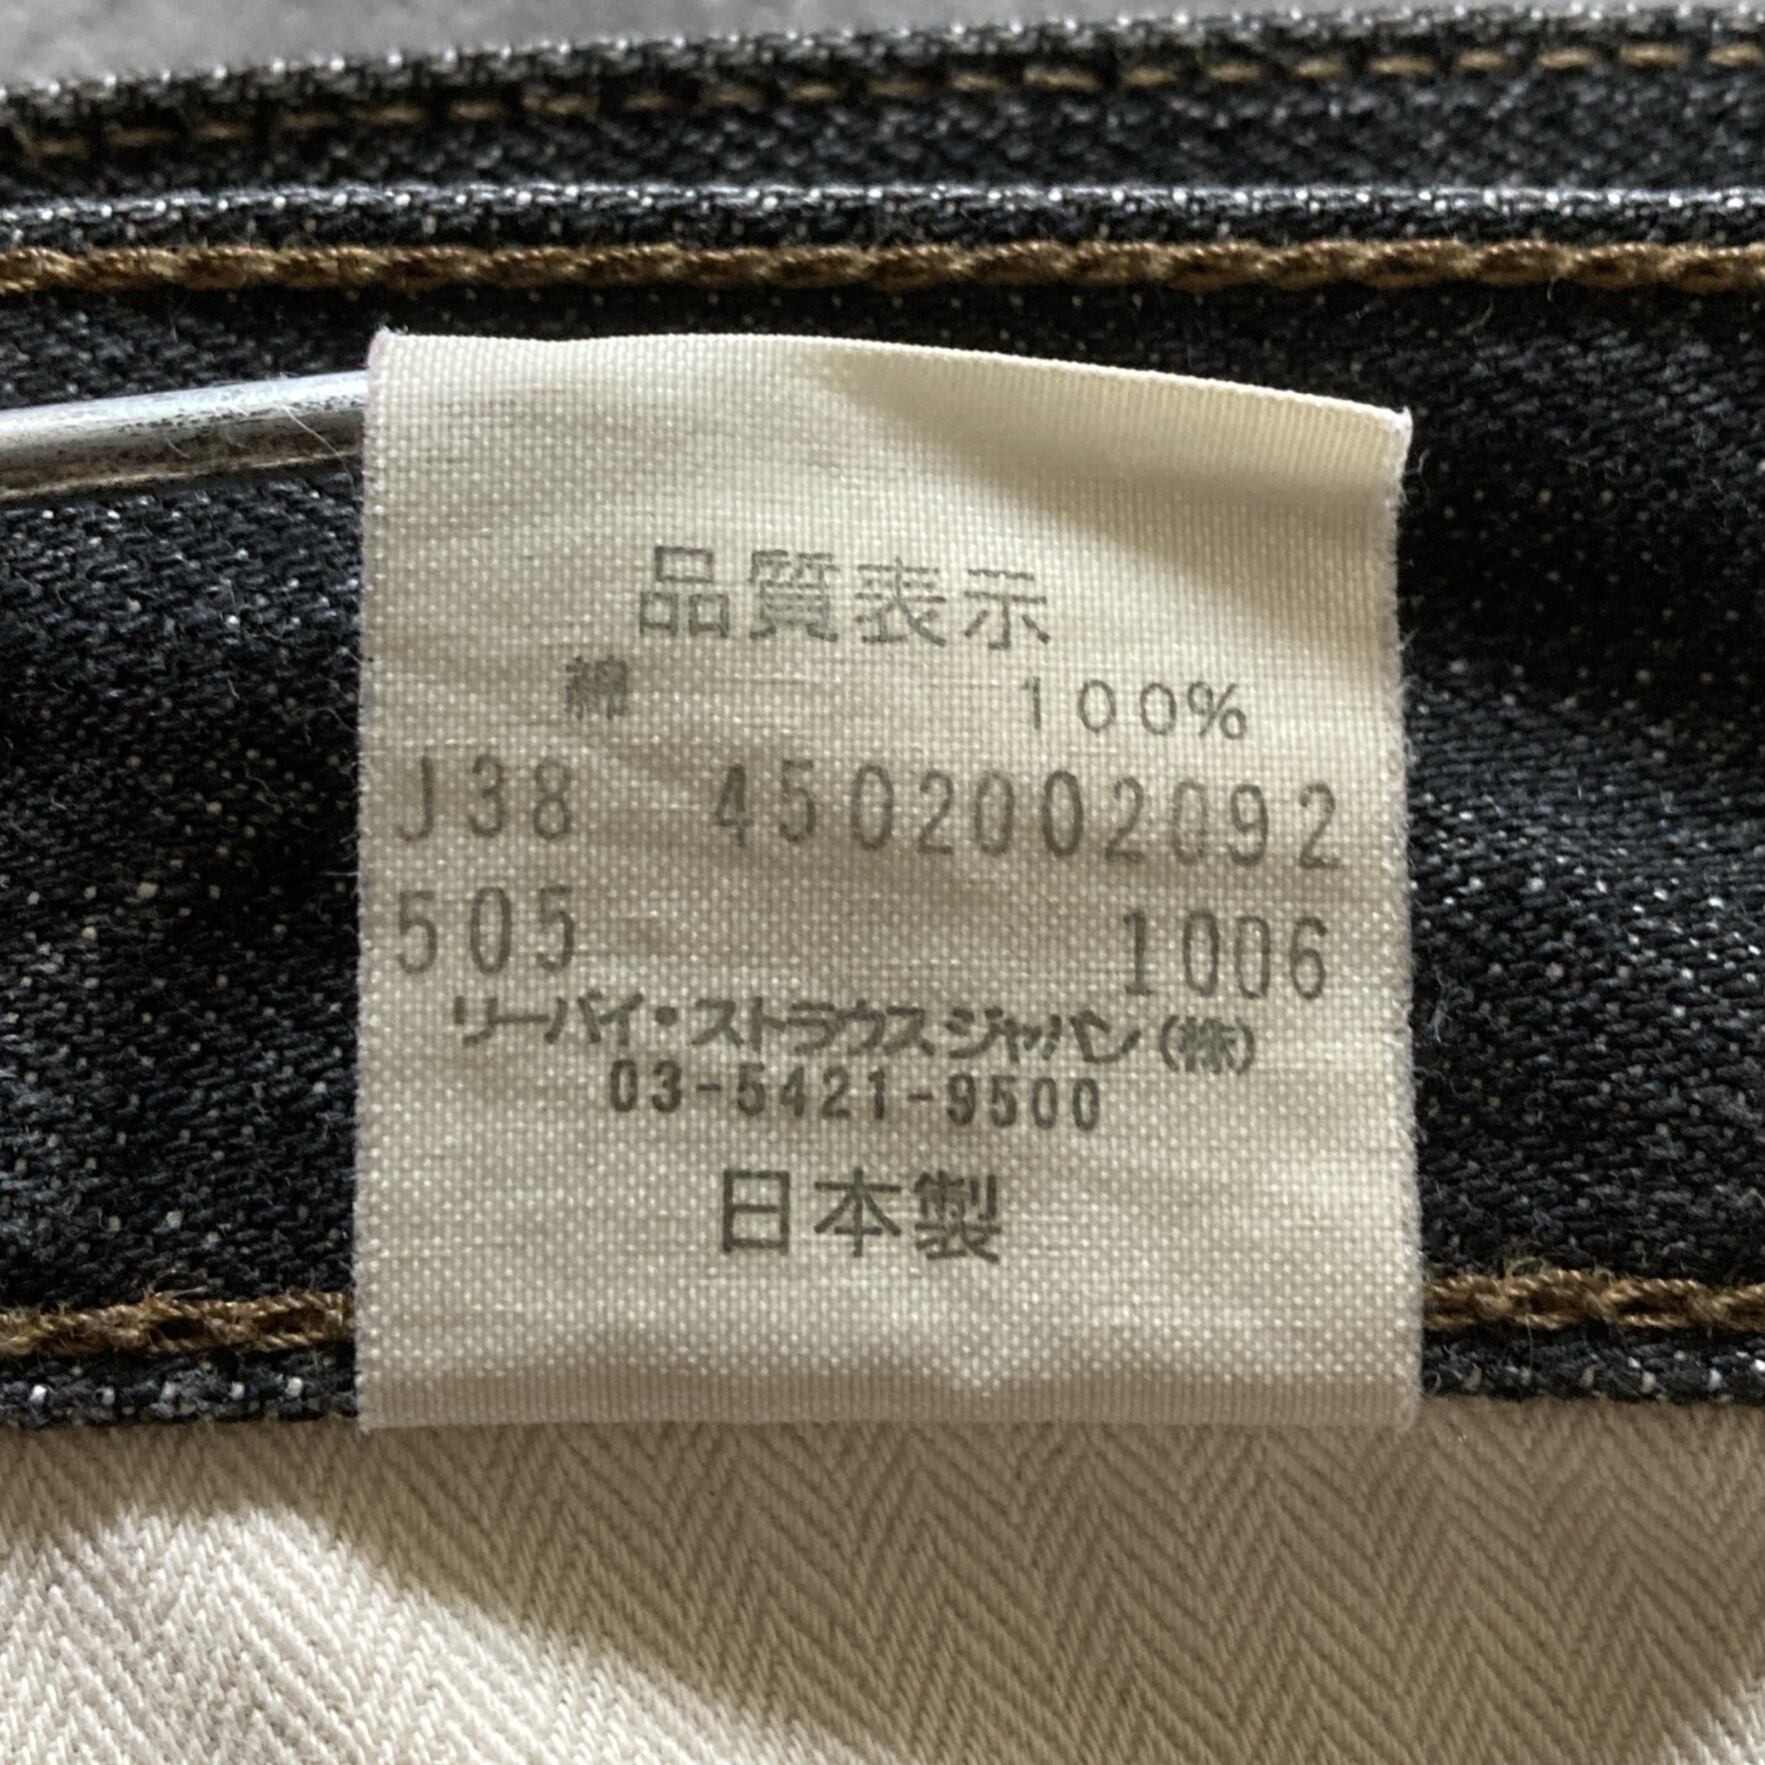 品質表示
綿 100%
J38 4502002092
505 1006
リーバイ・ストラウスジャパン(株)
03-5421-9500
日本製